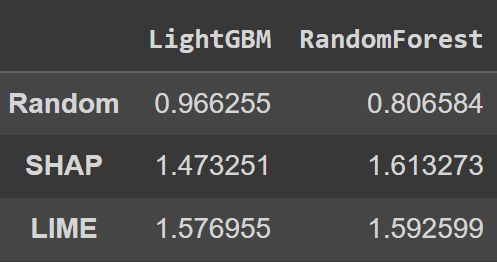 LightGBM RandomForest
Random 0.966255 0.806584
SHAP 1.473251 1.613273
LIME 1.576955 1.592599